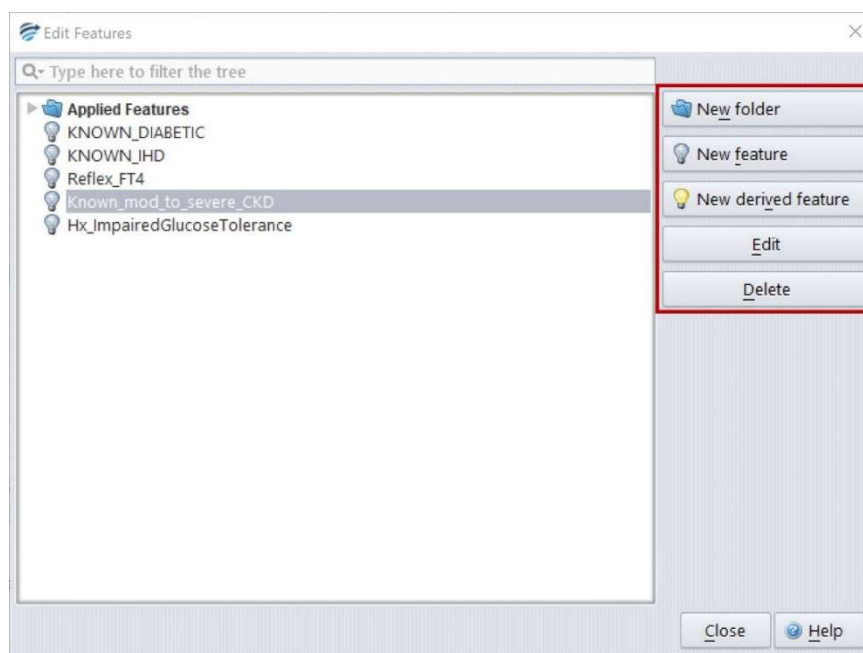 Edit Features
Type here to filter the tree
Applied Features
KNOWN_DIABETIC
KNOWN_IHD
Reflex_FT4
Known_mod_to_severe_CKD
Hx_ImpairedGlucoseTolerance
New folder
New feature
New derived feature
Edit
Delete
Close
Help